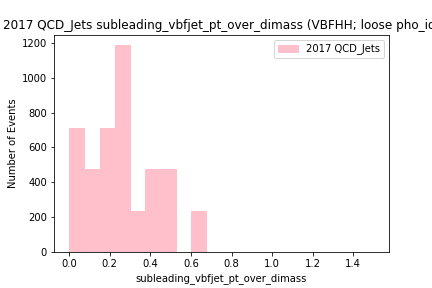 2017 QCD_Jets subleading_vbfjet_pt_over_dimass (VBFHH; loose pho_id
2017 QCD_Jets
1200
1000
800
600
400
200
0
Number of Events
0.0 0.2 0.4 0.6 0.8 1.0 1.2 1.4
subleading_vbfjet_pt_over_dimass